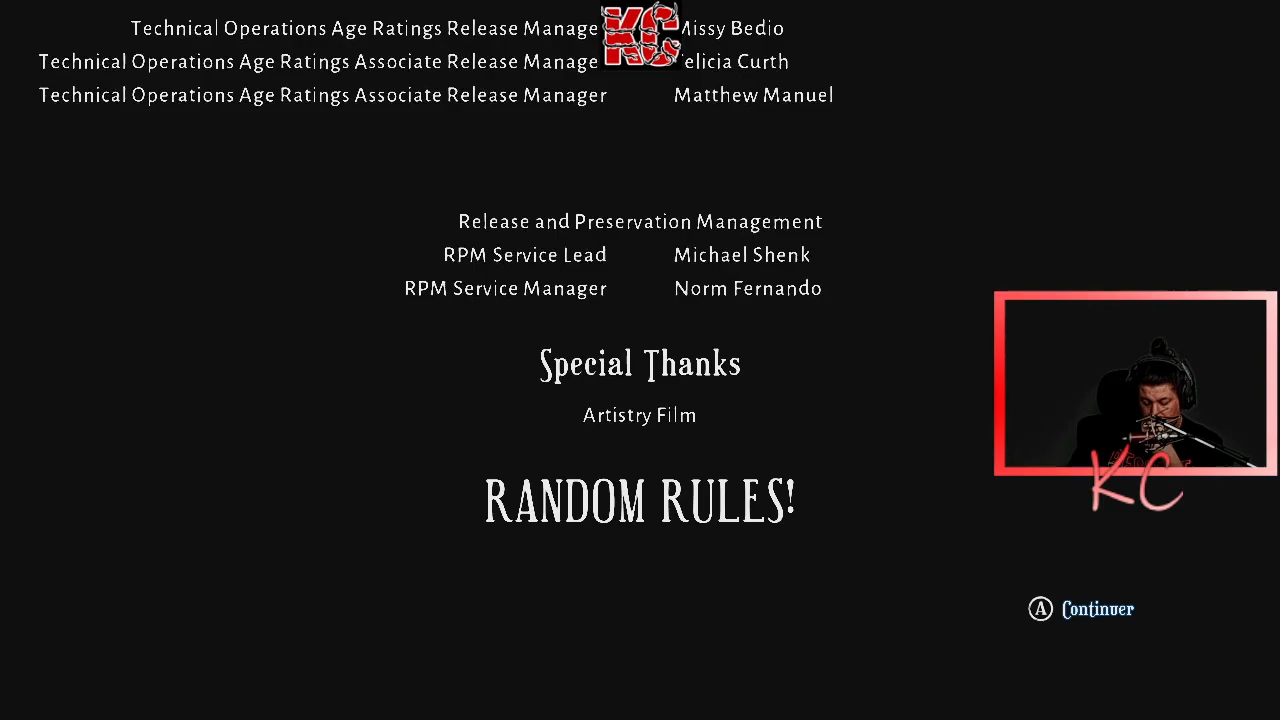 Technical Operations Age Ratings Release Manage
Missy Bedio
KC
Technical Operations Age Ratings Associate Release Manage
elicia Curth
Technical Operations Age Ratings Associate Release Manager
Matthew Manuel
Release and Preservation Management
RPM Service Lead
Michael Shenk
RPM Service Manager
Norm Fernando
Special Thanks
Artistry Film
RANDOM RULES!
KC
A Continuer